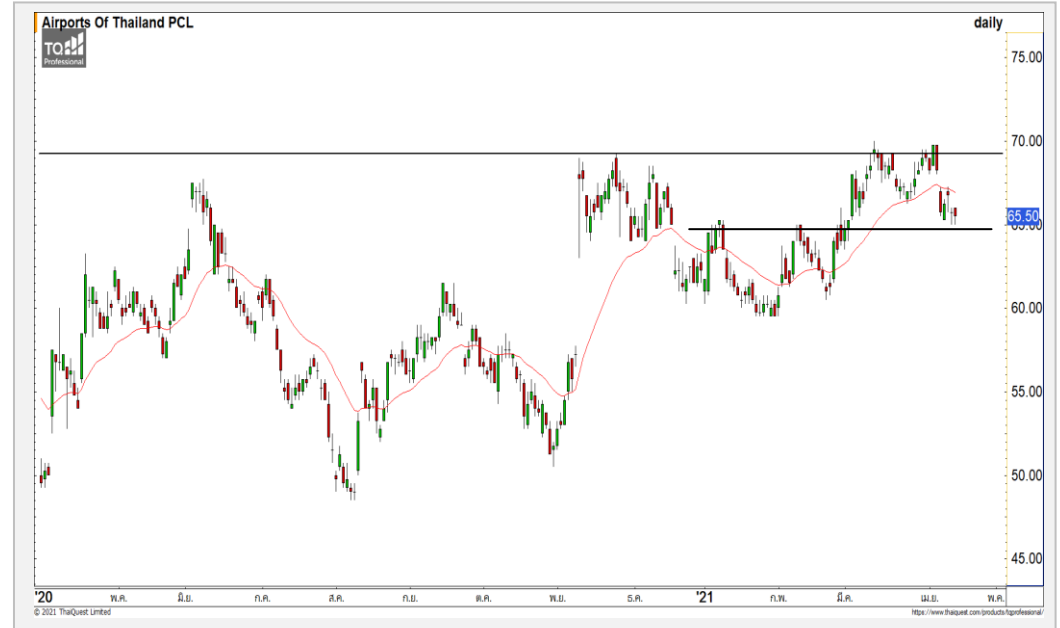 Airports Of Thailand PCL daily
TQ
Professional
75.00
70.00
65.50
65.00
60.00
55.00
50.00
45.00
'20 พ.ค. มิ.ย. ก.ค. ส.ค. ก.ย. ต.ค. พ.ย. ธ.ค. '21 ก.พ. มี.ค. เม.ย. พ.ค.
© 2021 ThaiQuest Limited https://www.thaiquest.com/products/tqprofessional/